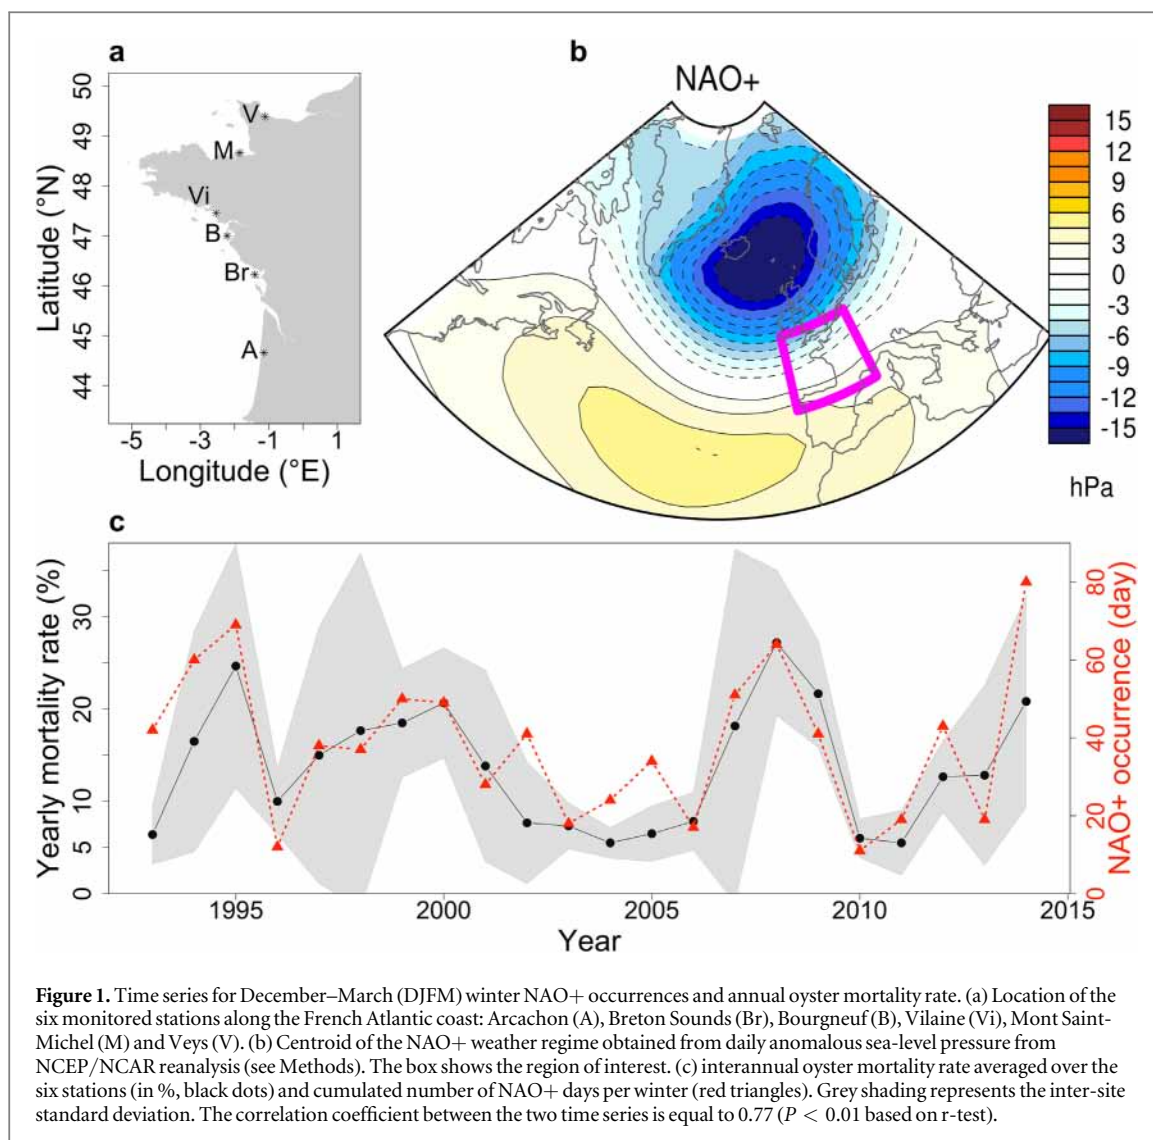 a
50
49
48
47
46
45
44
Latitude (°N)
V
M
Vi
B
Br
A
-5
-3
-1
1
Longitude (°E)
b
NAO+
15
12
9
6
3
0
-3
-6
-9
-12
-15
hPa
c
Yearly mortality rate (%)
30
20
10
5
0
80
60
40
20
0
NAO+ occurrence (day)
1995
2000
2005
2010
2015
Year
Figure 1. Time series for December–March (DJFM) winter NAO+ occurrences and annual oyster mortality rate. (a) Location of the
six monitored stations along the French Atlantic coast: Arcachon (A), Breton Sounds (Br), Bourgneuf (B), Vilaine (Vi), Mont Saint-
Michel (M) and Veys (V). (b) Centroid of the NAO+ weather regime obtained from daily anomalous sea-level pressure from
NCEP/NCAR reanalysis (see Methods). The box shows the region of interest. (c) interannual oyster mortality rate averaged over the
six stations (in %, black dots) and cumulated number of NAO+ days per winter (red triangles). Grey shading represents the inter-site
standard deviation. The correlation coefficient between the two time series is equal to 0.77 (P < 0.01 based on r-test).